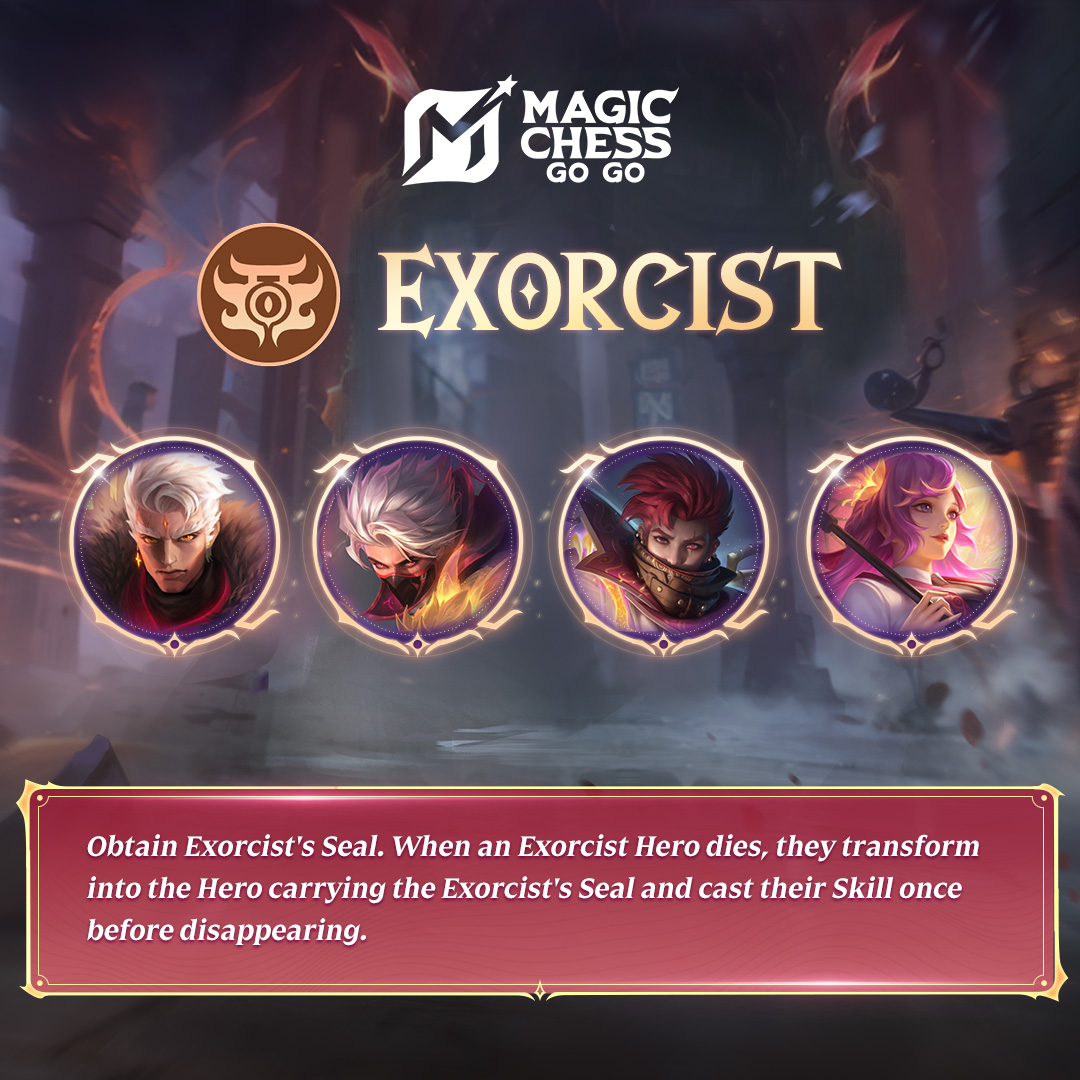 MAGIC
CHESS
GO GO
EXORCIST
Obtain Exorcist's Seal. When an Exorcist Hero dies, they transform
into the Hero carrying the Exorcist's Seal and cast their Skill once
before disappearing.